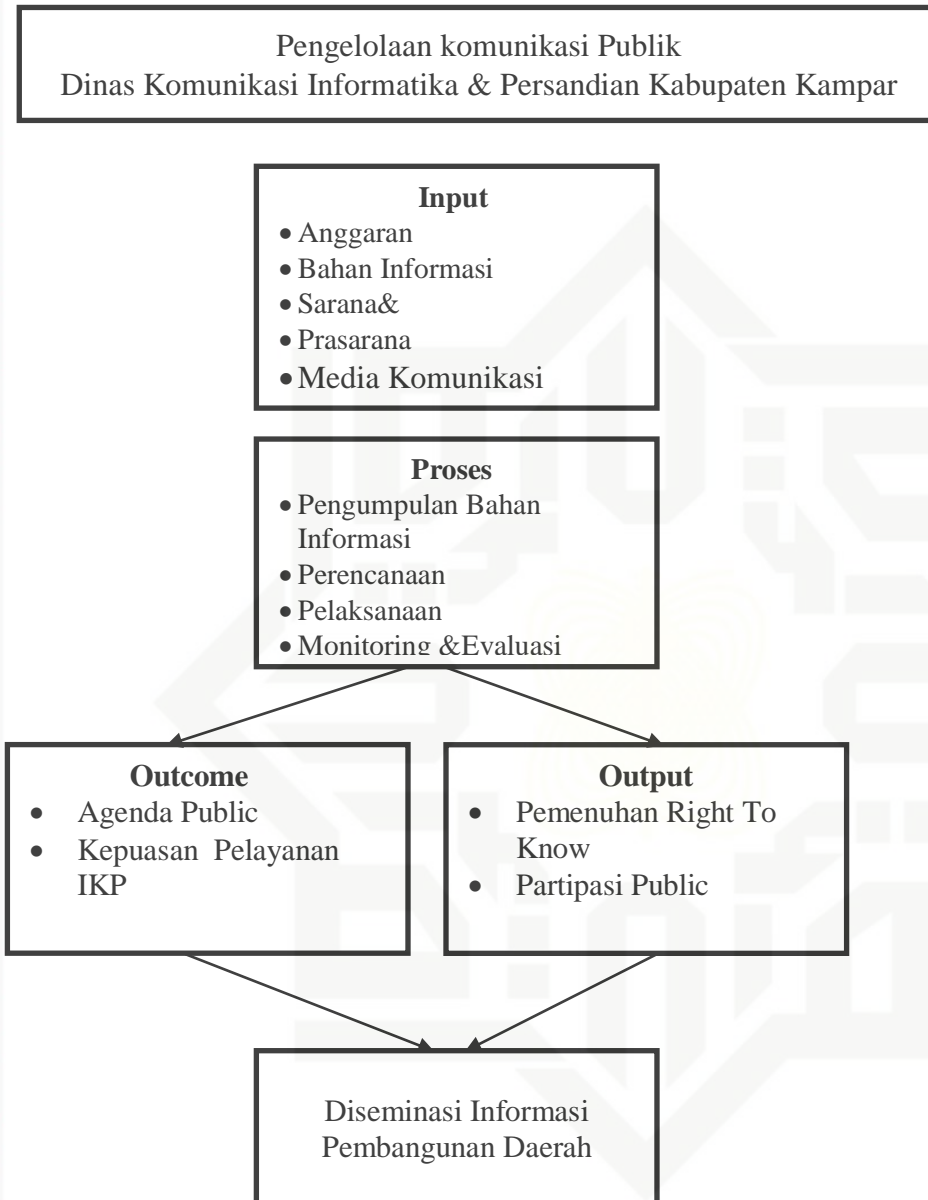 Pengelolaan komunikasi Publik
Dinas Komunikasi Informatika & Persandian Kabupaten Kampar
Input
• Anggaran
• Bahan Informasi
• Sarana&
• Prasarana
• Media Komunikasi
Proses
• Pengumpulan Bahan
Informasi
• Perencanaan
• Pelaksanaan
• Monitoring &Evaluasi
Outcome
• Agenda Public
• Kepuasan Pelayanan
IKP
Output
• Pemenuhan Right To
Know
• Partipasi Public
Diseminasi Informasi
Pembangunan Daerah